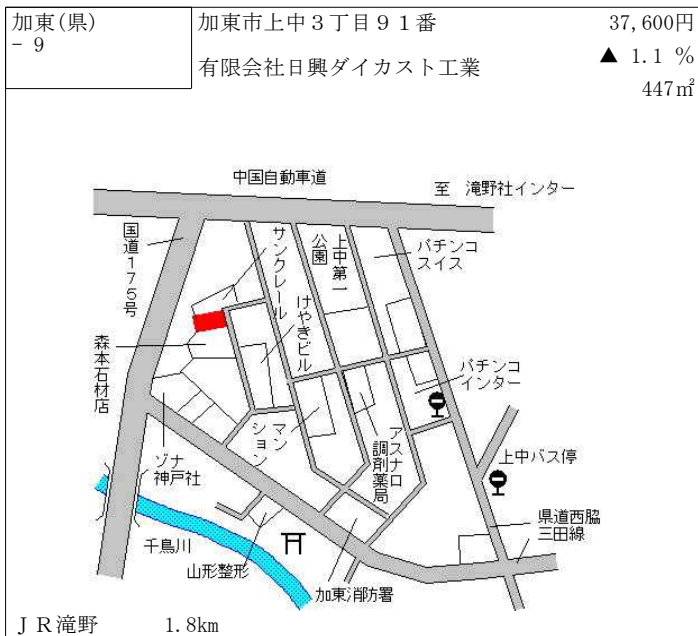 加東(県)
- 9
加東市上中３丁目９１番
有限会社日興ダイカスト工業
37,600円
▲ 1.1 %
447㎡
中国自動車道
至 滝野社インター
国道１７５号
サンクレール
けやきビル
上中第一
公園
パチンコ
スイス
森本石材店
パチンコ
インター
マン
ション
アスナロ
調剤薬局
上中バス停
ゾナ
神戸社
県道西脇
三田線
千鳥川
山形整形
加東消防署
ＪＲ滝野 1.8km